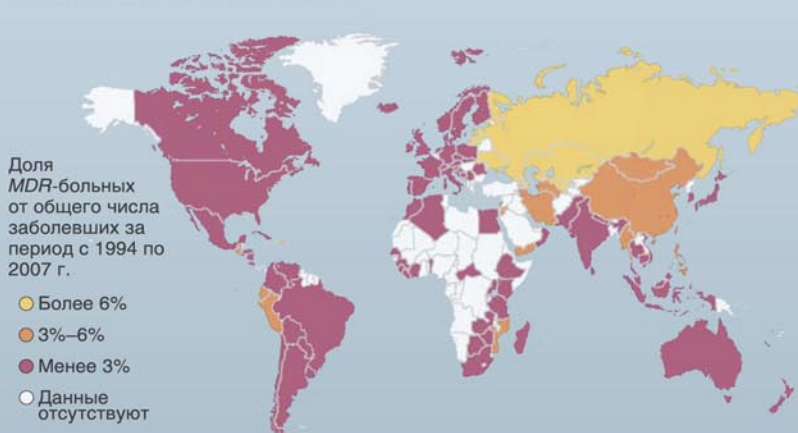 Доля
MDR-больных
от общего числа
заболевших за
период с 1994 по
2007 г.
Более 6%
3%–6%
Менее 3%
Данные
отсутствуют